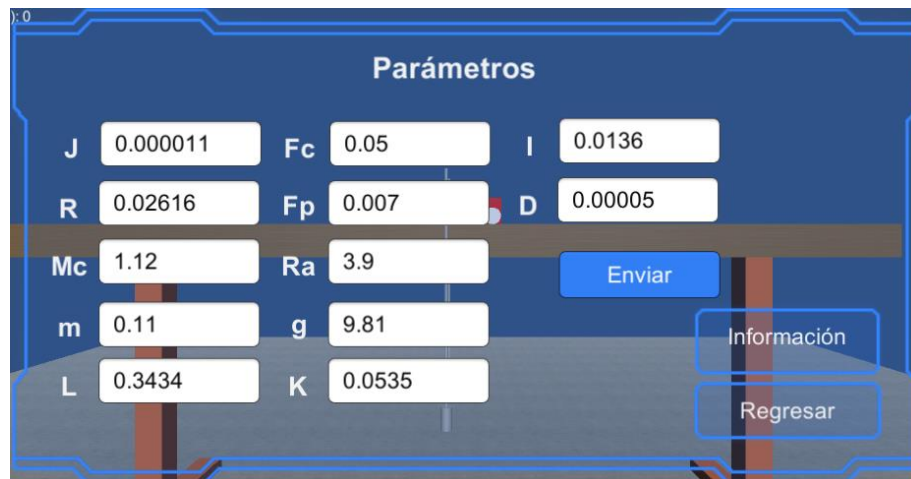 ): 0
Parámetros
J 0.000011 Fc 0.05 I 0.0136
R 0.02616 Fp 0.007 D 0.00005
Mc 1.12 Ra 3.9 Enviar
m 0.11 g 9.81 Información
L 0.3434 K 0.0535 Regresar